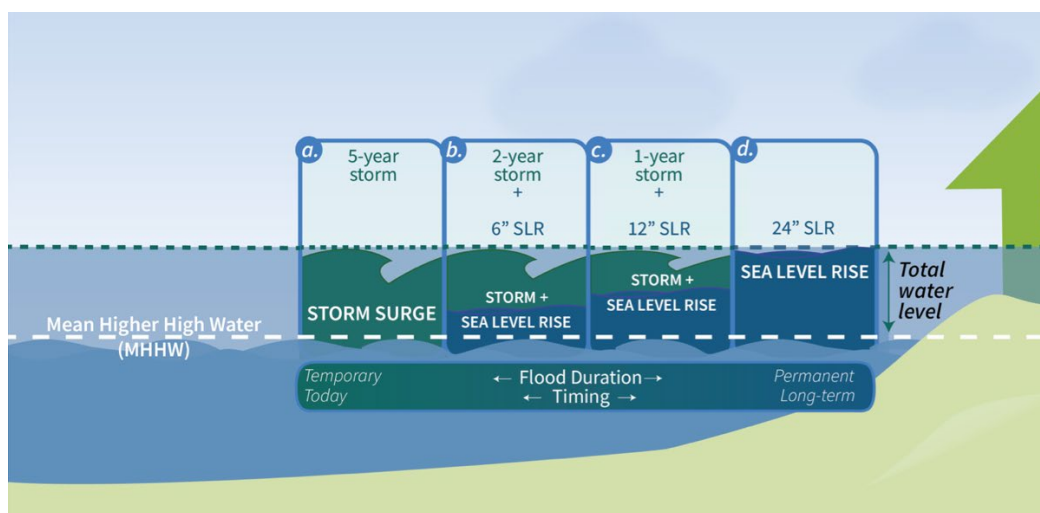 a.
5-year
storm
b.
2-year
storm
+
6” SLR
c.
1-year
storm
+
12” SLR
d.
24” SLR
STORM SURGE
STORM +
SEA LEVEL RISE
STORM +
SEA LEVEL RISE
SEA LEVEL RISE
Total
water
level
Mean Higher High Water
(MHHW)
Temporary
Today
← Flood Duration →
← Timing →
Permanent
Long-term